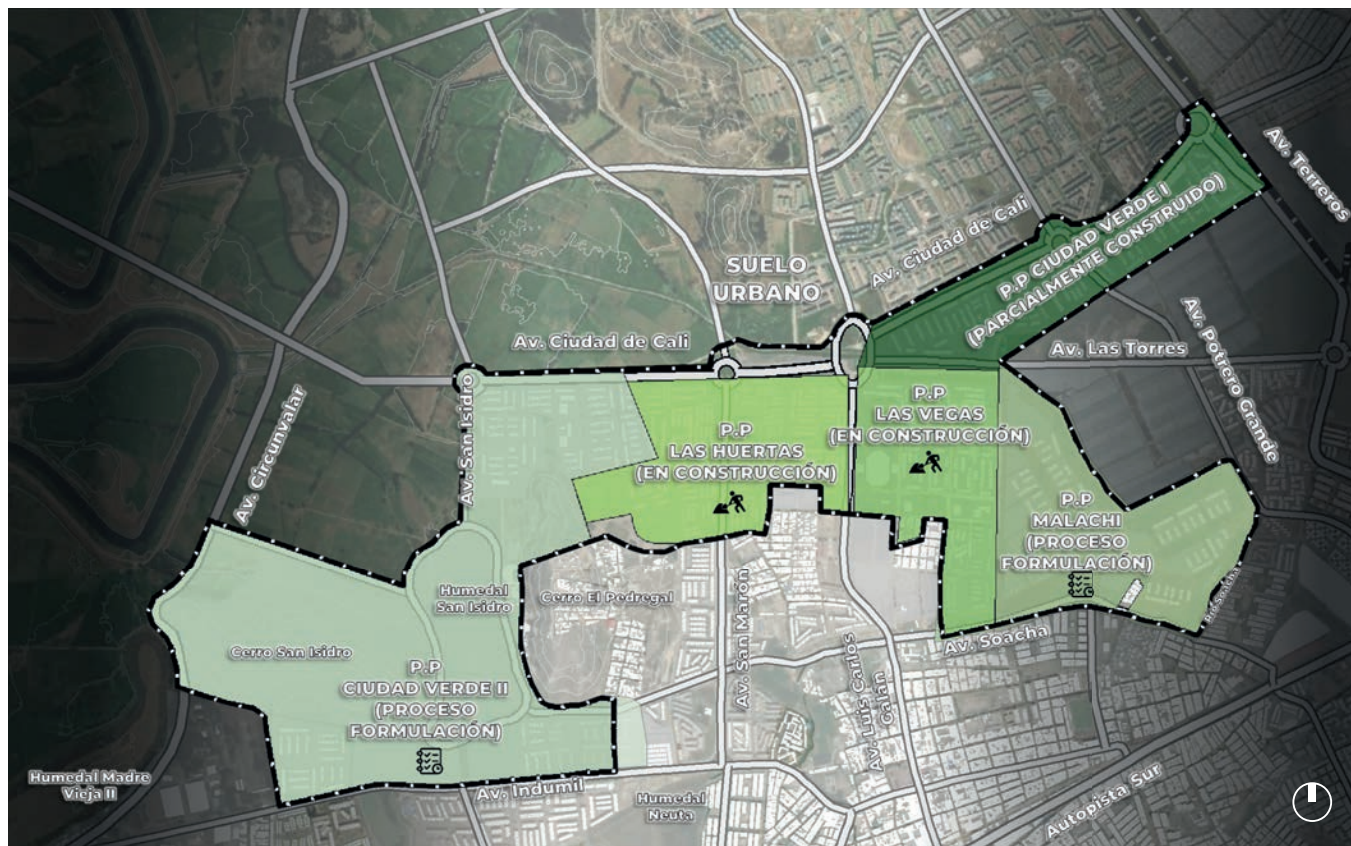 Av. Terreros
Av. Ciudad de Cali
P.P CIUDAD VERDE I
(PARCIALMENTE CONSTRUIDO)
SUELO
URBANO
Av. Ciudad de Cali
Av. Las Torres
Av. Potrero Grande
Av. Circunvalar
Av. San Isidro
P.P
LAS HUERTAS
(EN CONSTRUCCIÓN)
P.P
LAS VEGAS
(EN CONSTRUCCIÓN)
P.P
MALACHI
(PROCESO
FORMULACIÓN)
Río Soacha
Humedal
San Isidro
Cerro El Pedregal
Cerro San Isidro
P.P
CIUDAD VERDE II
(PROCESO
FORMULACIÓN)
Av. San Marón
Av. Luis Carlos
Galán
Av. Soacha
Humedal Madre
Vieja II
Av. Indumil
Humedal
Neuta
Autopista Sur